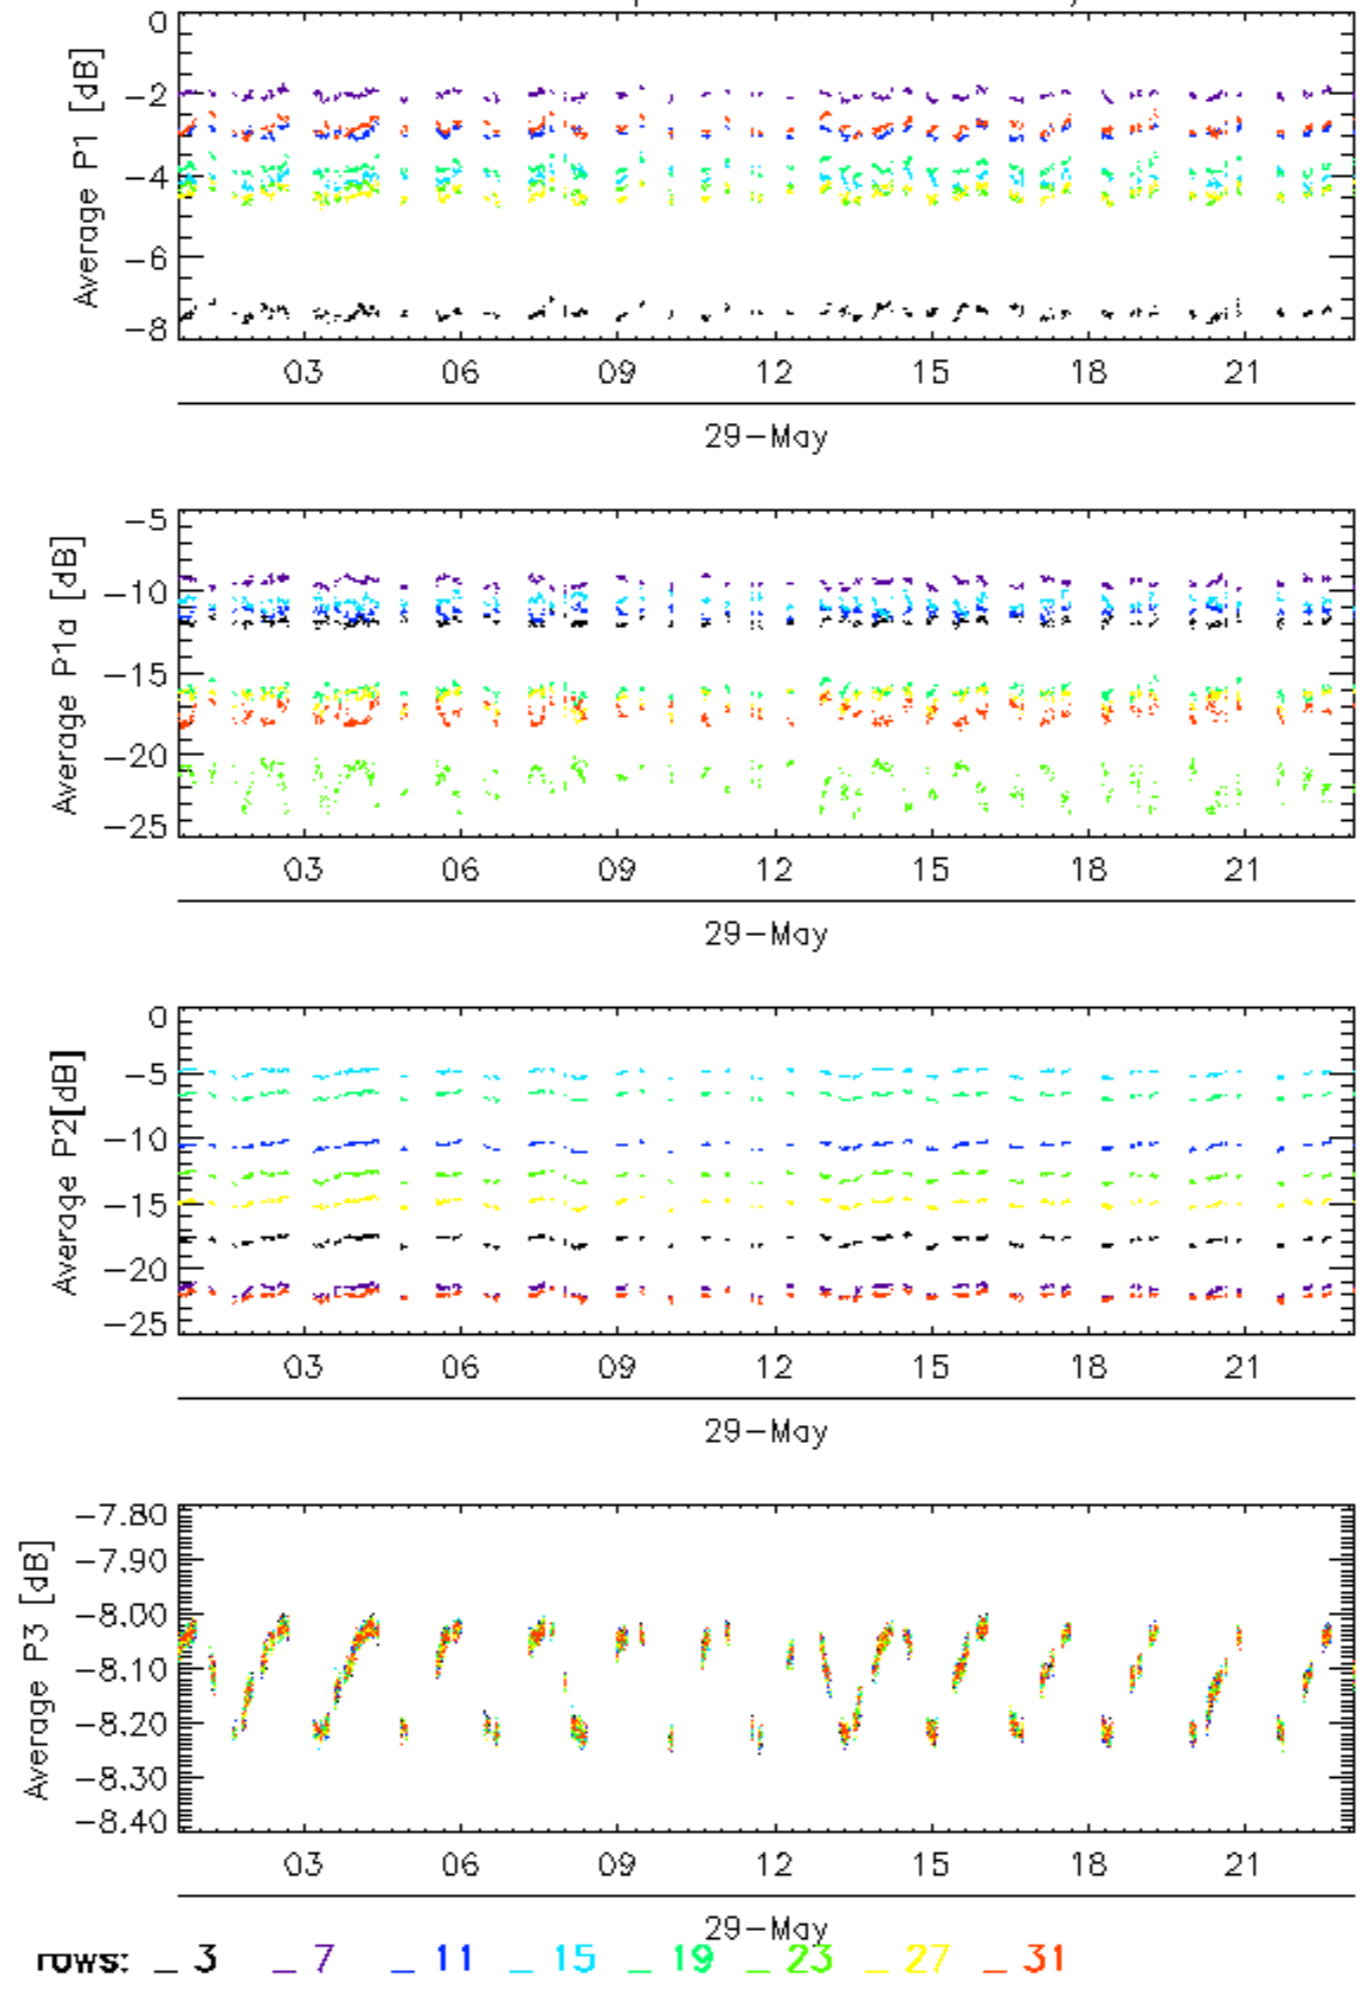 0
-2
-4
-6
-8
Average P1 [dB]
03 06 09 12 15 18 21
29-May
-5
-10
-15
-20
-25
Average P1a [dB]
03 06 09 12 15 18 21
29-May
0
-5
-10
-15
-20
-25
Average P2[dB]
03 06 09 12 15 18 21
29-May
-7.80
-7.90
-8.00
-8.10
-8.20
-8.30
-8.40
Average P3 [dB]
03 06 09 12 15 18 21
29-May
rows: _ 3 _ 7 _ 11 _ 15 _ 19 _ 23 _ 27 _ 31